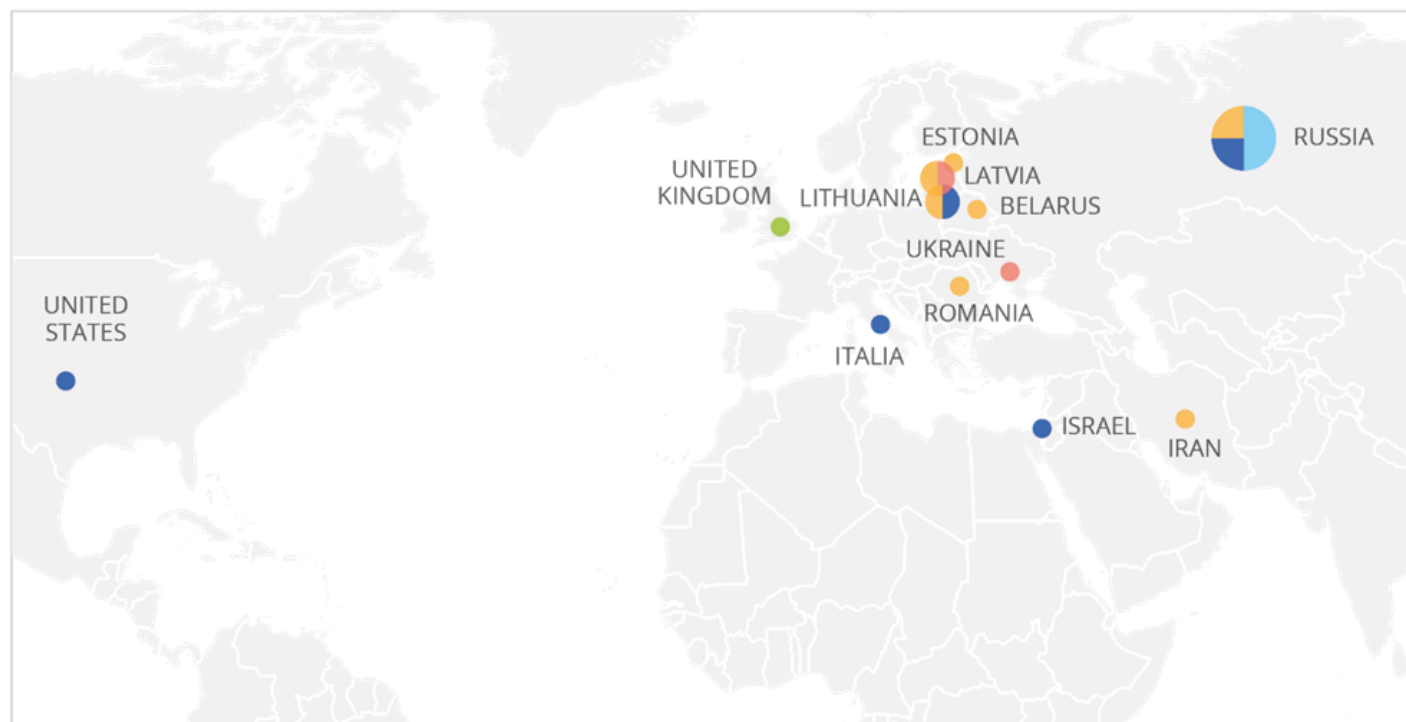 ESTONIA
RUSSIA
UNITED
KINGDOM
LATVIA
LITHUANIA
BELARUS
UKRAINE
UNITED
STATES
ROMANIA
ITALIA
ISRAEL
IRAN